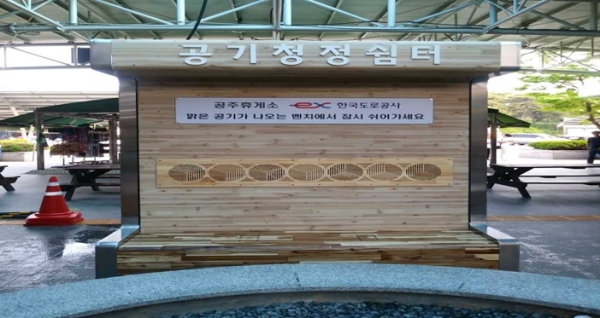 공기청정쉼터
공주휴게소 ex 한국도로공사
맑은 공기가 나오는 벤치에서 잠시 쉬어가세요